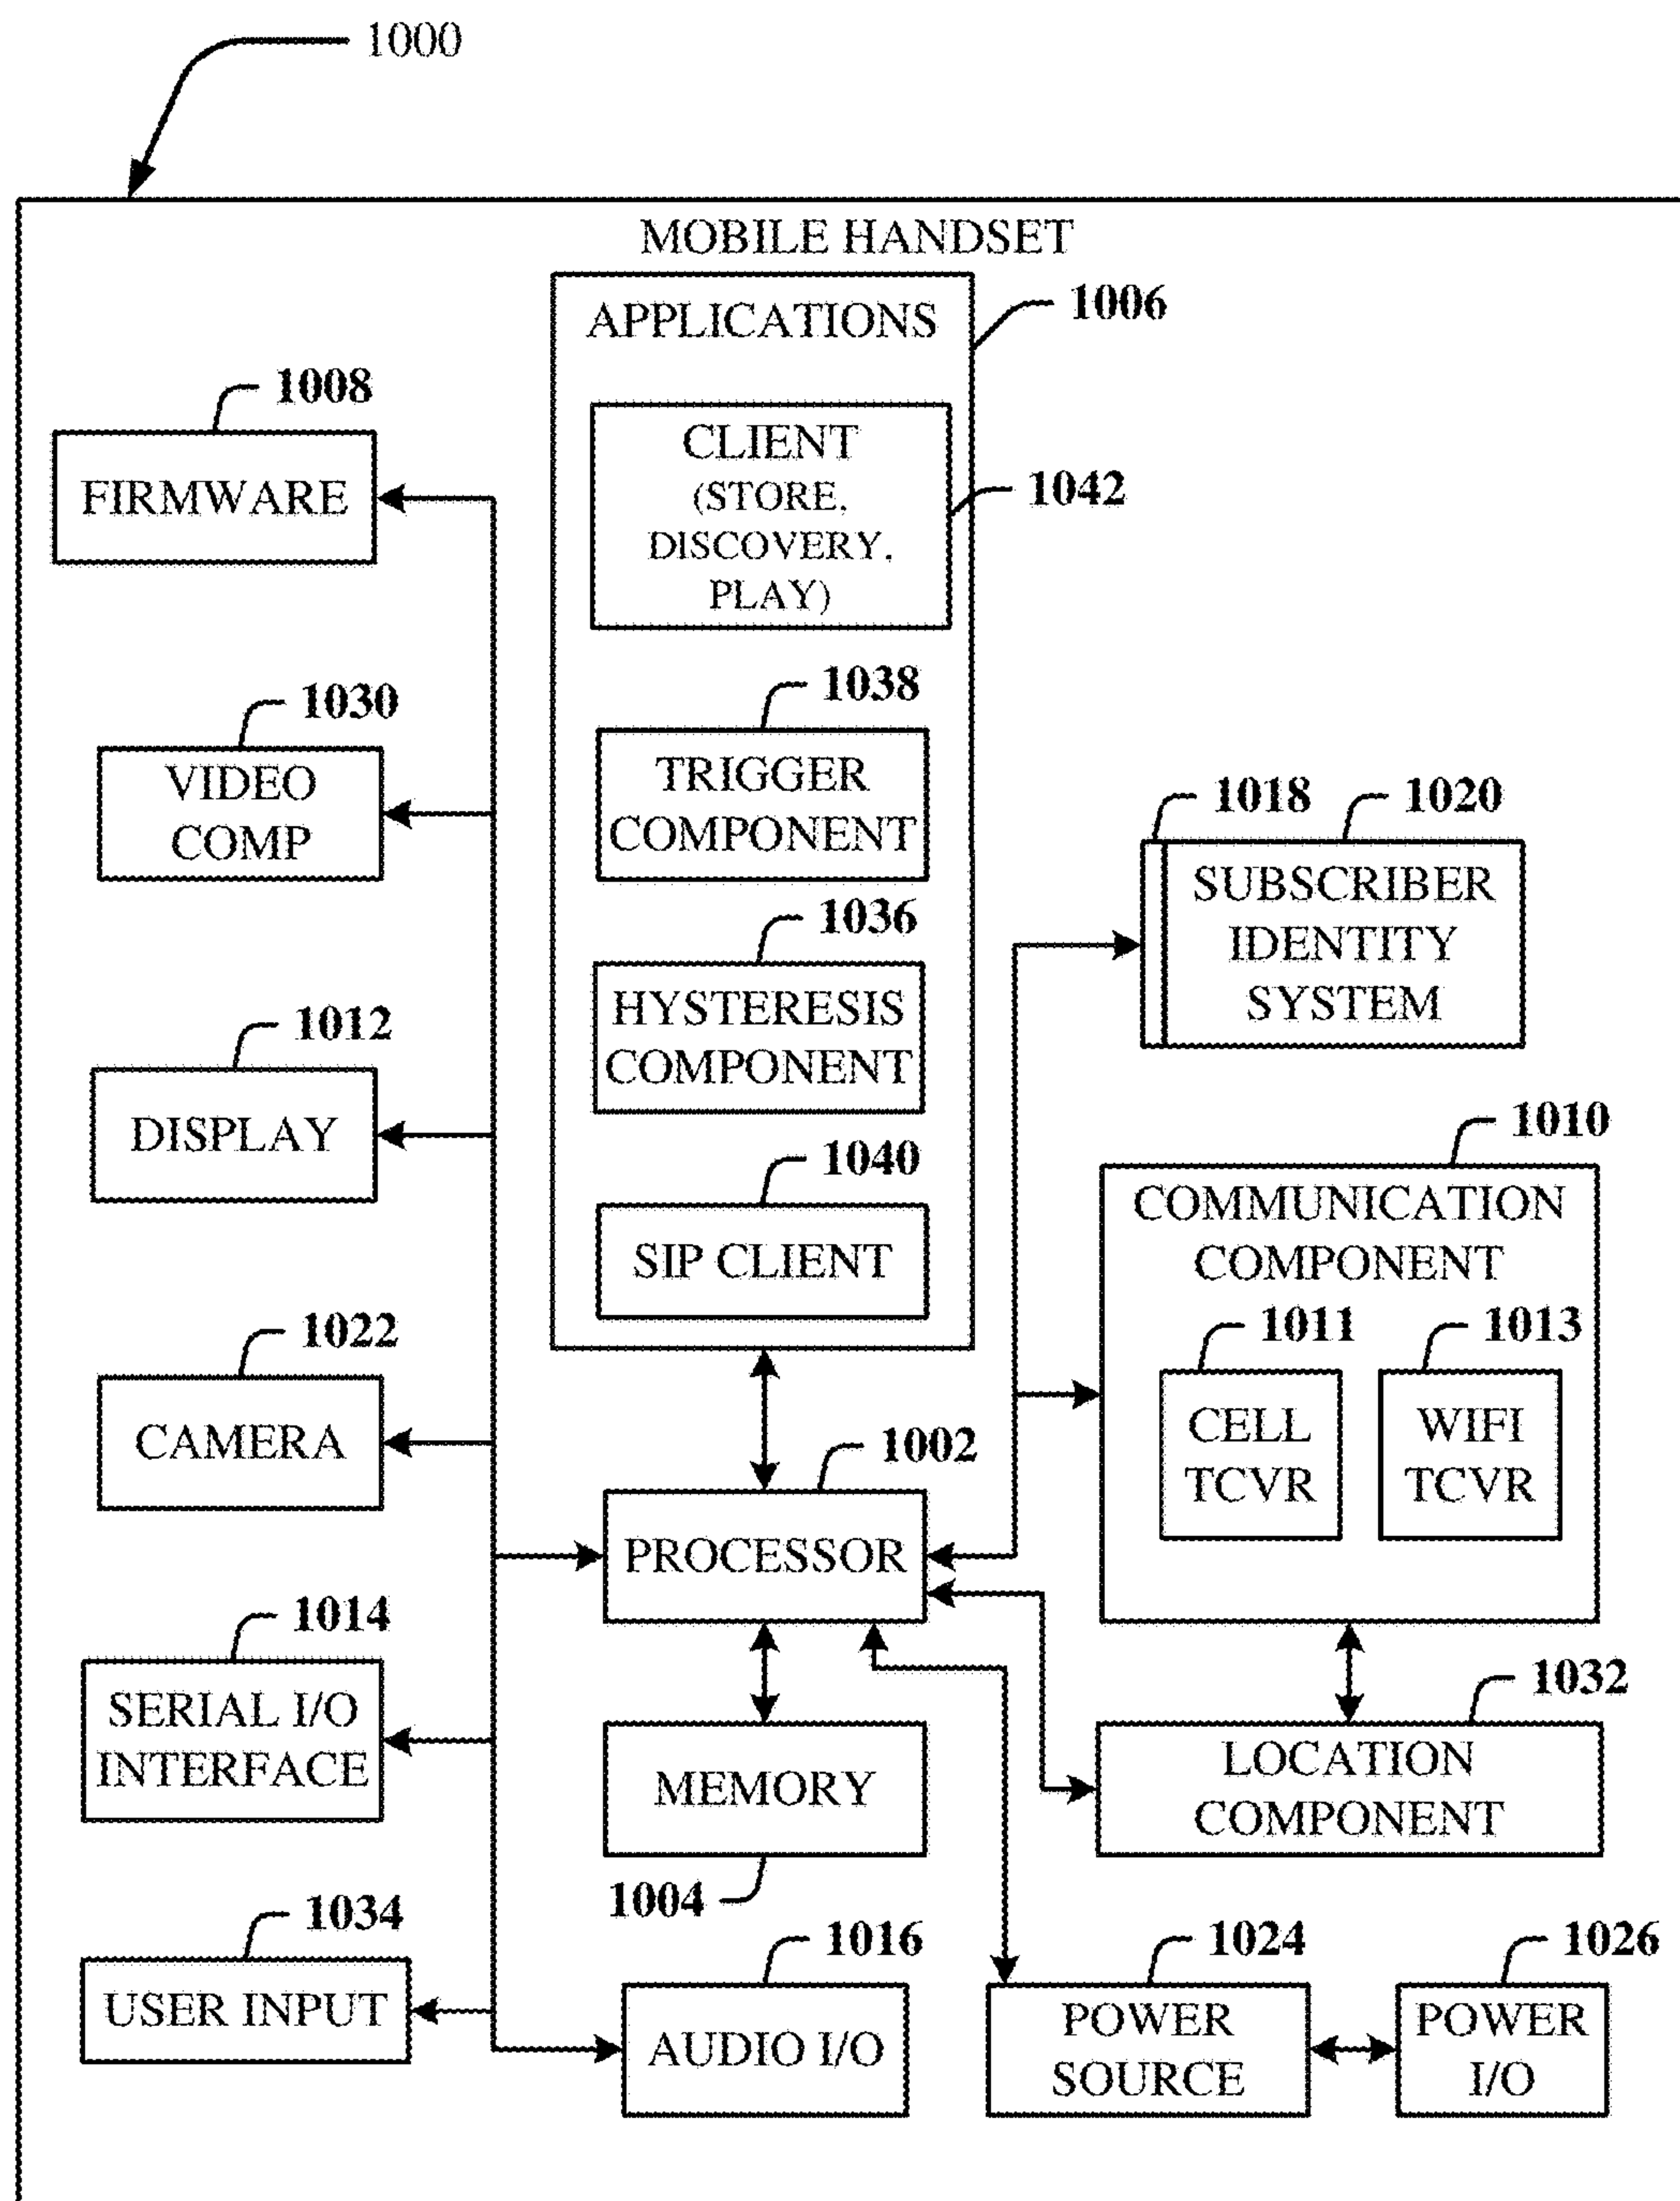 1000
MOBILE HANDSET
APPLICATIONS
1006
1008
FIRMWARE
CLIENT
(STORE,
DISCOVERY,
PLAY)
1042
1030
VIDEO
COMP
1038
TRIGGER
COMPONENT
1018
1020
SUBSCRIBER
IDENTITY
SYSTEM
1036
HYSTERESIS
COMPONENT
1012
DISPLAY
1040
SIP CLIENT
1010
COMMUNICATION
COMPONENT
1011
CELL
TCVR
1013
WIFI
TCVR
1022
CAMERA
1002
PROCESSOR
1014
SERIAL I/O
INTERFACE
MEMORY
1004
1032
LOCATION
COMPONENT
1034
USER INPUT
1016
AUDIO I/O
1024
POWER
SOURCE
1026
POWER
I/O